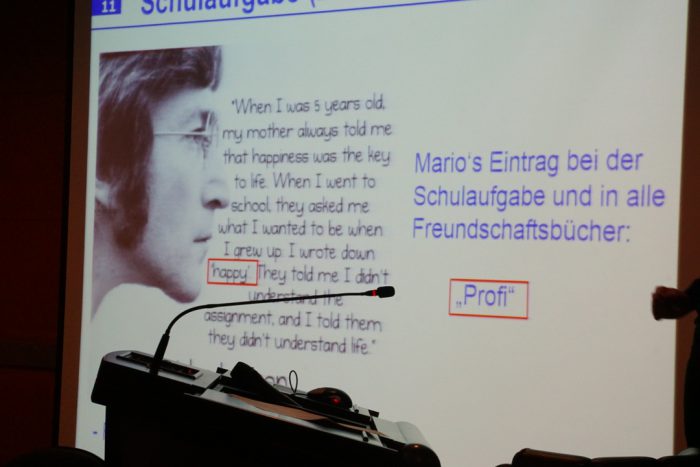 11 Schulaufgabe
"When I was 5 years old,
my mother always told me
that happiness was the key
to life. When I went to
school, they asked me
what I wanted to be when
I grew up. I wrote down
'happy'. They told me I didn't
understand the
assignment, and I told them
they didn't understand life."
Mario's Eintrag bei der
Schulaufgabe und in alle
Freundschaftsbücher:
„Profi“